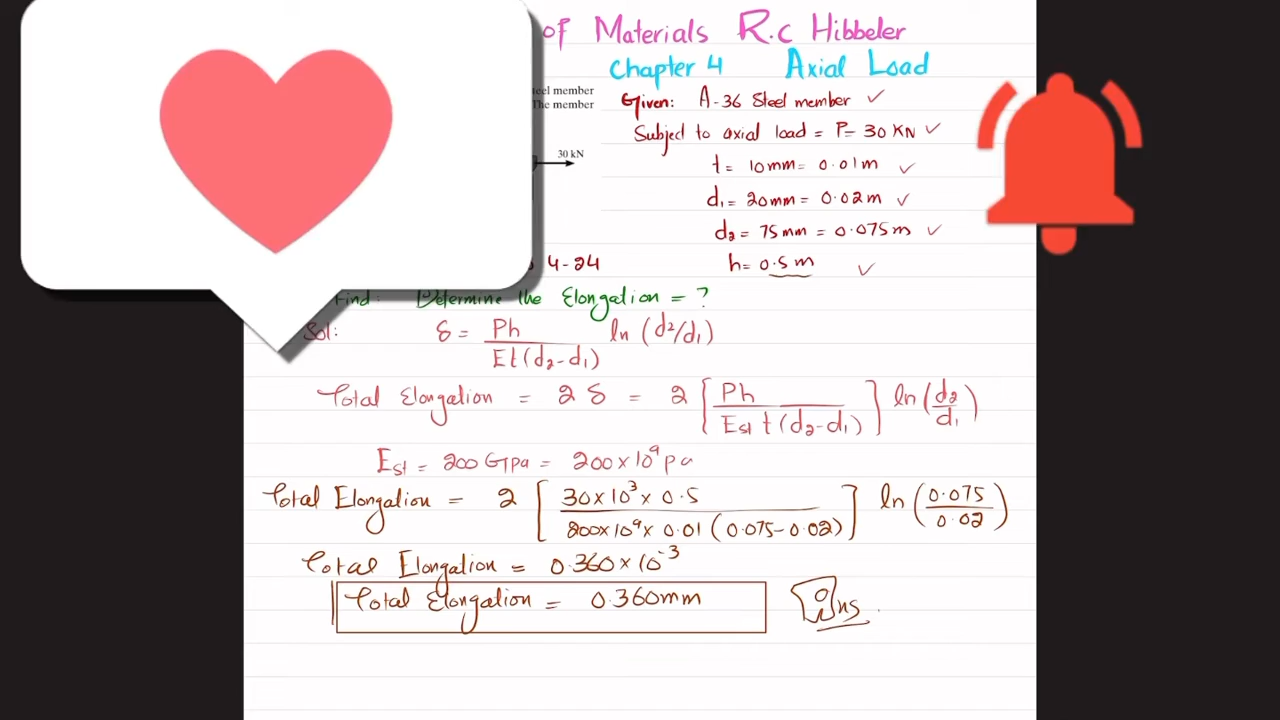 of Materials R.c Hibbeler
Chapter 4 Axial Load
eel member
The member
30 kN
Given: A-36 Steel member ✓
Subject to axial load = P= 30 KN ✓
t = 10mm = 0.01m ✓
d₁= 20mm = 0.02m ✓
d₂ = 75mm = 0.075m ✓
4-24
h= 0.5m ✓
Find: Determine the Elongation = ?
Sol: δ = Ph / Et(d₂-d₁) ln (d₂/d₁)
Total Elongation = 2 δ = 2 [Ph / Est t (d₂-d₁)] ln (d₂/d₁)
Est = 200 GPa = 200×10⁹ pa
Total Elongation = 2 [30×10³ × 0.5 / 200×10⁹ × 0.01 (0.075-0.02)] ln (0.075/0.02)
Total Elongation = 0.360×10⁻³
Total Elongation = 0.360mm Ans